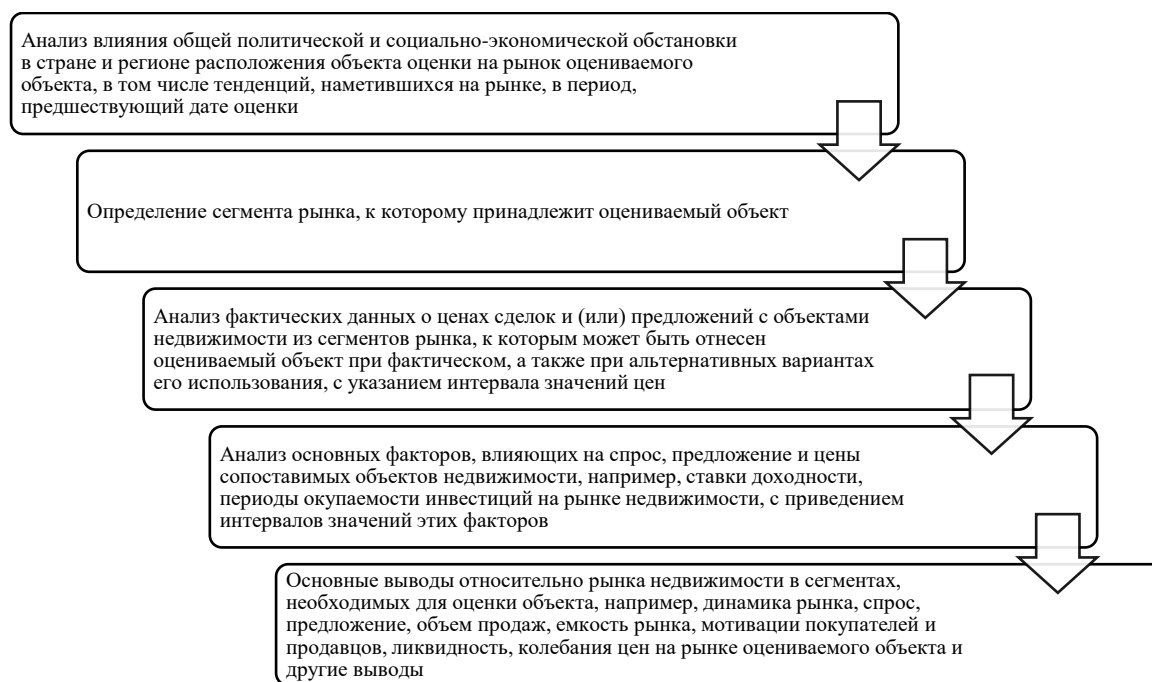 Анализ влияния общей политической и социально-экономической обстановки
в стране и регионе расположения объекта оценки на рынок оцениваемого
объекта, в том числе тенденций, наметившихся на рынке, в период,
предшествующий дате оценки
Определение сегмента рынка, к которому принадлежит оцениваемый объект
Анализ фактических данных о ценах сделок и (или) предложений с объектами
недвижимости из сегментов рынка, к которым может быть отнесен
оцениваемый объект при фактическом, а также при альтернативных вариантах
его использования, с указанием интервала значений цен
Анализ основных факторов, влияющих на спрос, предложение и цены
сопоставимых объектов недвижимости, например, ставки доходности,
периоды окупаемости инвестиций на рынке недвижимости, с приведением
интервалов значений этих факторов
Основные выводы относительно рынка недвижимости в сегментах,
необходимых для оценки объекта, например, динамика рынка, спрос,
предложение, объем продаж, емкость рынка, мотивации покупателей и
продавцов, ликвидность, колебания цен на рынке оцениваемого объекта и
другие выводы